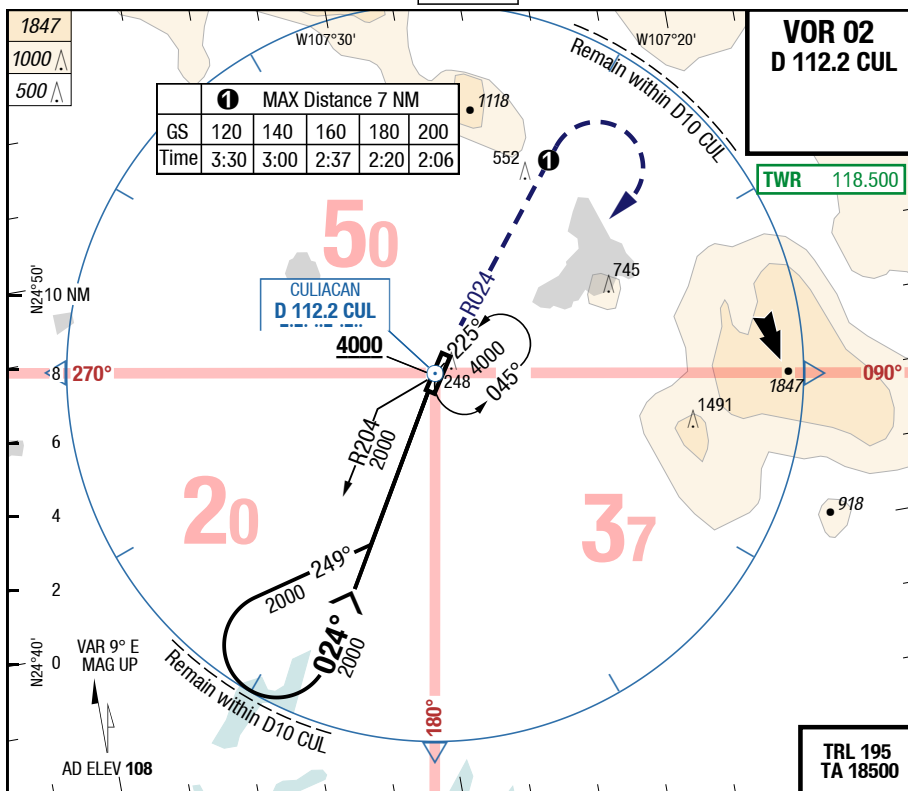 1847
1000
500
W107°30'
W107°20'
VOR 02
D 112.2 CUL
Remain within D10 CUL
❶ MAX Distance 7 NM
GS 120 140 160 180 200
Time 3:30 3:00 2:37 2:20 2:06
1118
552
❶
TWR 118.500
50
745
R024
N24°50'
10 NM
CULIACAN
D 112.2 CUL
4000
225°
4000
045°
248
8
270°
090°
1847
1491
R204
2000
6
20
37
918
4
249°
2000
2
024°
2000
N24°40'
0
VAR 9° E
MAG UP
Remain within D10 CUL
180°
AD ELEV 108
TRL 195
TA 18500